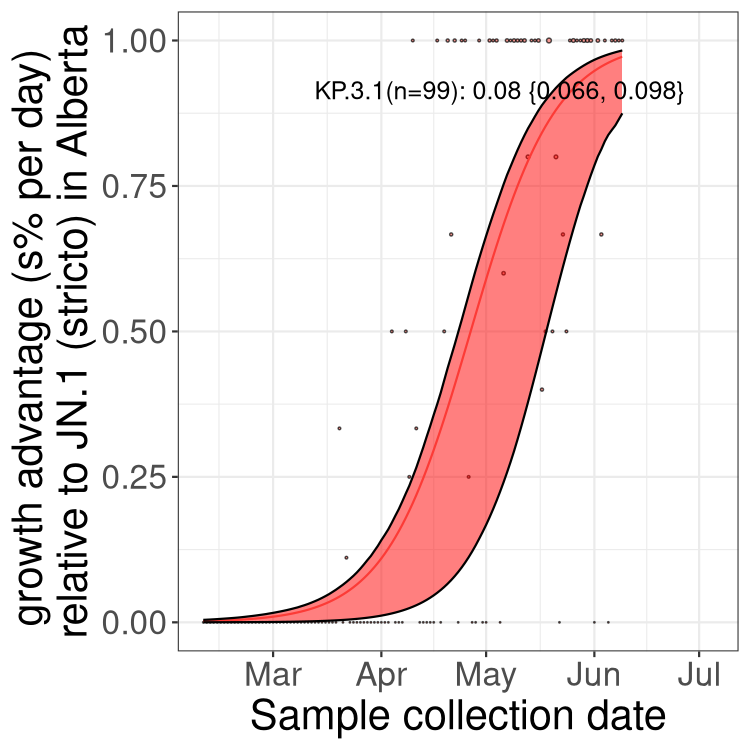 growth advantage (s% per day)
relative to JN.1 (stricto) in Alberta
1.00
0.75
0.50
0.25
0.00
KP.3.1(n=99): 0.08 {0.066, 0.098}
Mar Apr May Jun Jul
Sample collection date